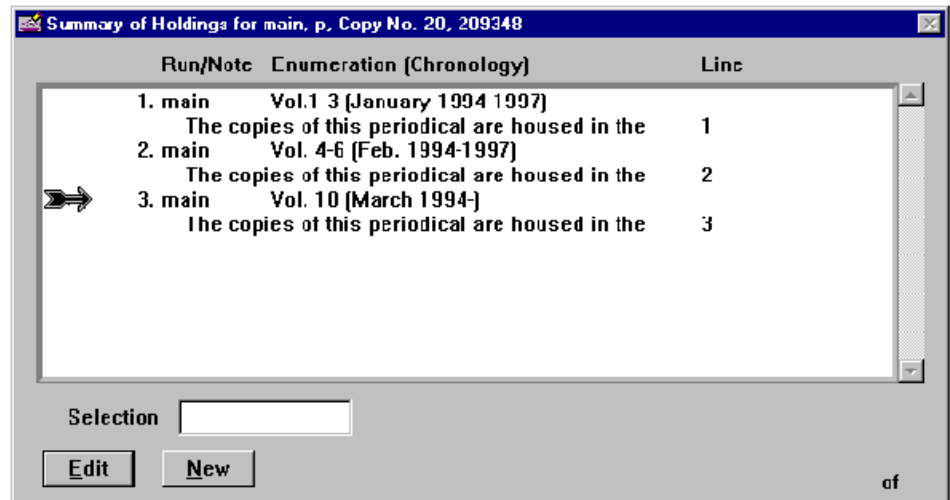 Summary of Holdings for main, p, Copy No. 20, 209348
Run/Note Enumeration (Chronology) Line
1. main Vol.1 3 (January 1994 1997)
The copies of this periodical are housed in the 1
2. main Vol. 4-6 (Feb. 1994-1997)
The copies of this periodical are housed in the 2
3. main Vol. 10 (March 1994-)
The copies of this periodical are housed in the 3
Selection
Edit New
of